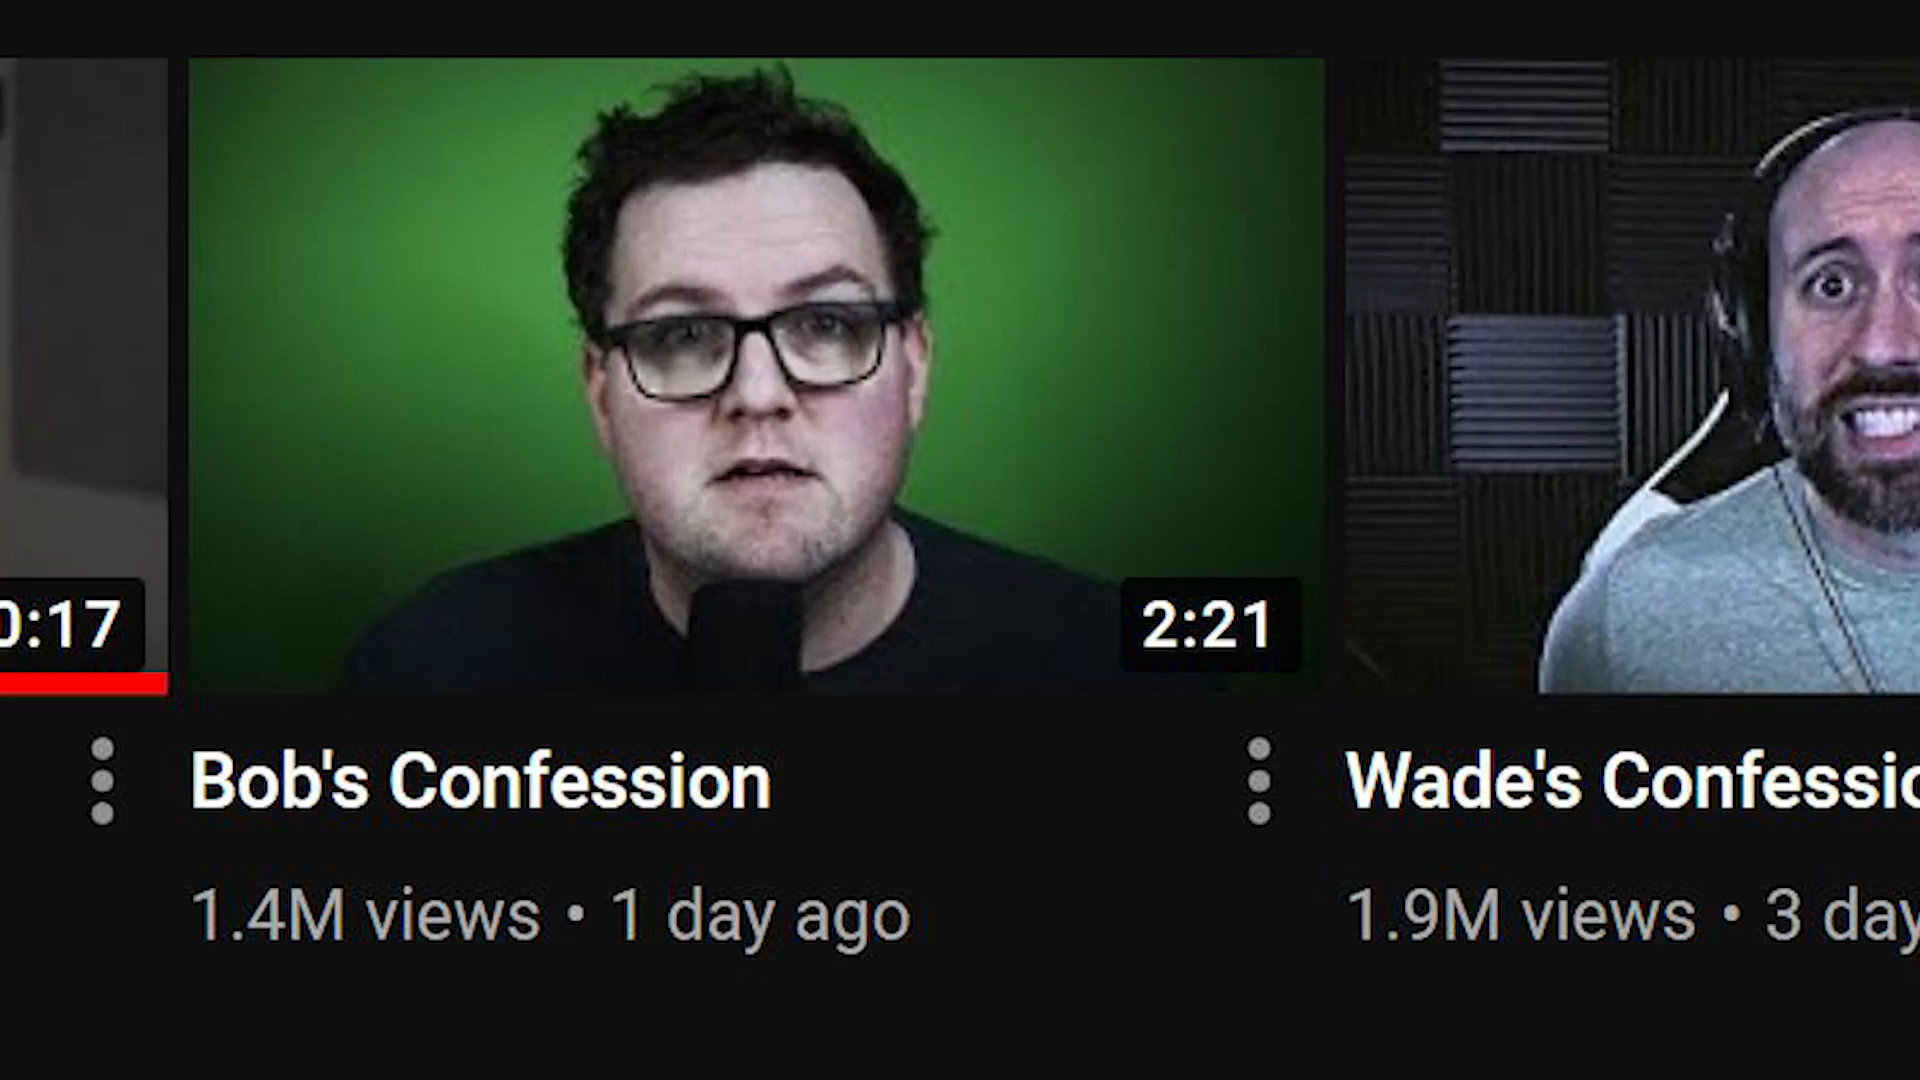 0:17
2:21
Bob's Confession
Wade's Confessio
1.4M views • 1 day ago
1.9M views • 3 day